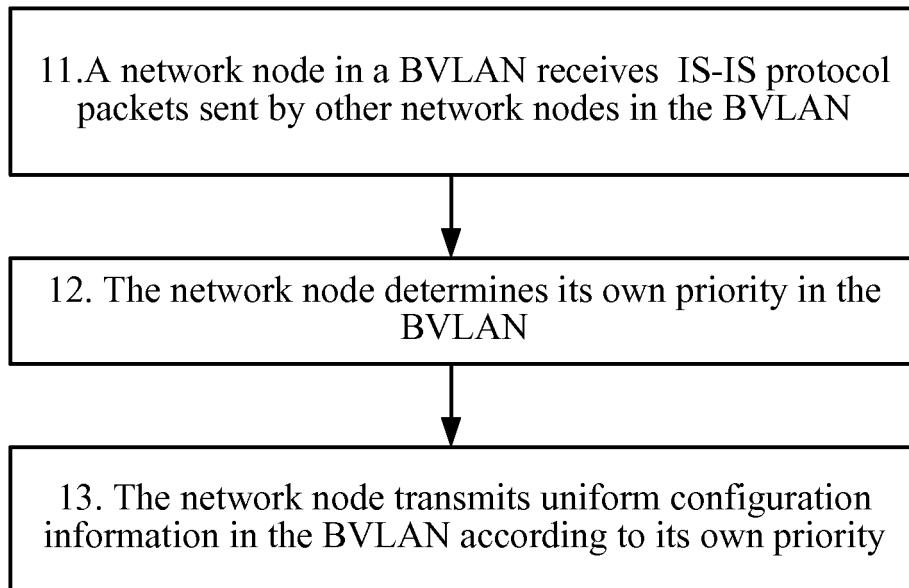 11.A network node in a BVLAN receives IS-IS protocol
packets sent by other network nodes in the BVLAN
12. The network node determines its own priority in the
BVLAN
13. The network node transmits uniform configuration
information in the BVLAN according to its own priority